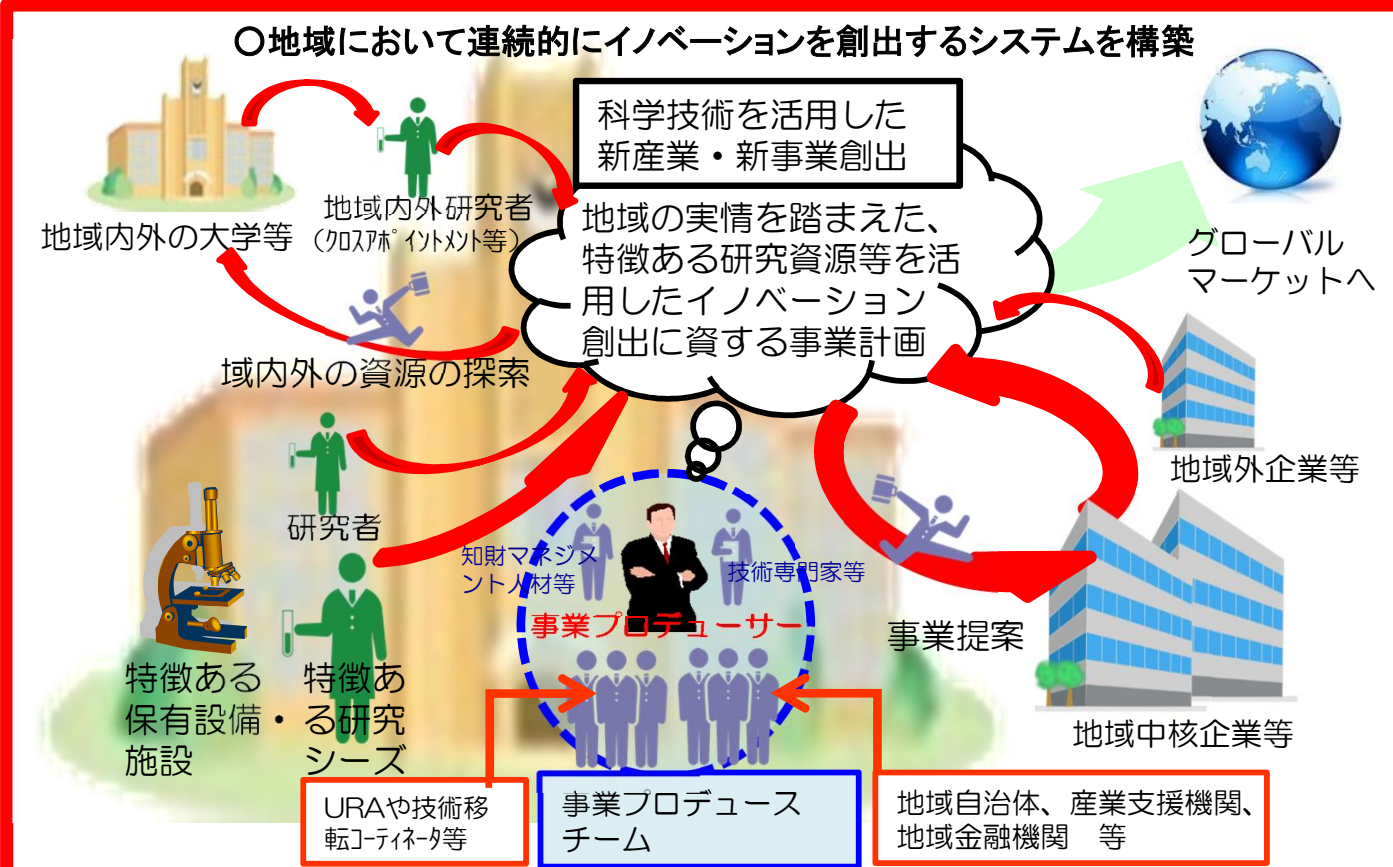 〇地域において連続的にイノベーションを創出するシステムを構築
科学技術を活用した
新産業・新事業創出
地域の実情を踏まえた、
特徴ある研究資源等を活
用したイノベーション
創出に資する事業計画
地域内外の大学等
地域内外研究者
(クロスアポイントメント等)
域内外の資源の探索
グローバル
マーケットへ
地域外企業等
研究者
知財マネジメ
ント人材等
技術専門家等
事業プロデューサー
事業提案
地域中核企業等
特徴ある
保有設備・
施設
特徴あ
る研究
シーズ
URAや技術移
転コーディネータ等
事業プロデュース
チーム
地域自治体、産業支援機関、
地域金融機関　等